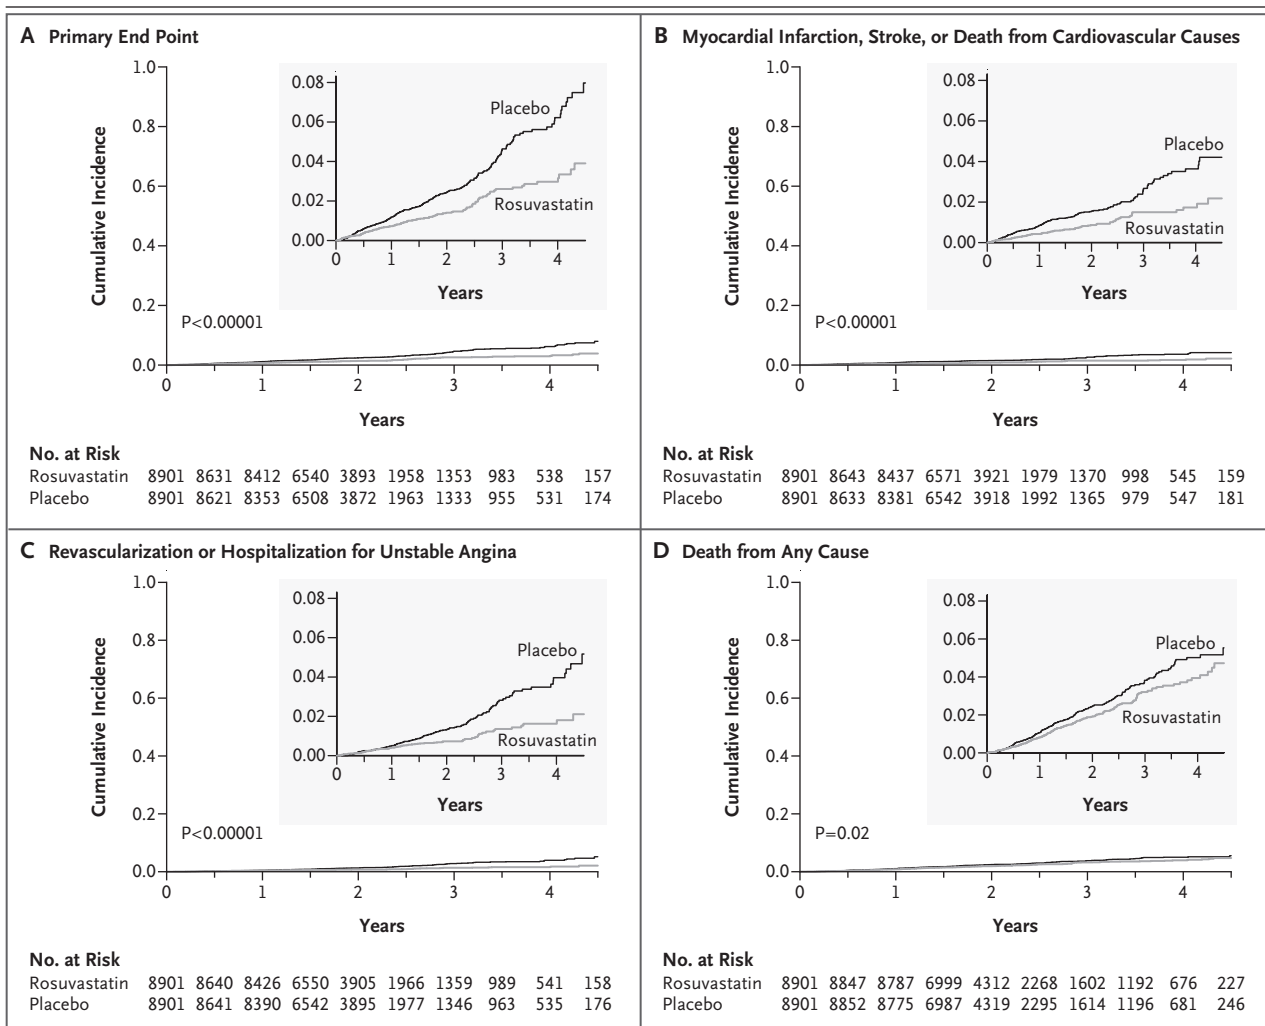 A Primary End Point
1.0
0.8
0.6
0.4
0.2
0.0
Cumulative Incidence
P<0.00001
0 1 2 3 4
Years
0.08
0.06
0.04
0.02
0.00
Placebo
Rosuvastatin
0 1 2 3 4
Years
No. at Risk
Rosuvastatin 8901 8631 8412 6540 3893 1958 1353 983 538 157
Placebo 8901 8621 8353 6508 3872 1963 1333 955 531 174
B Myocardial Infarction, Stroke, or Death from Cardiovascular Causes
1.0
0.8
0.6
0.4
0.2
0.0
Cumulative Incidence
P<0.00001
0 1 2 3 4
Years
0.08
0.06
0.04
0.02
0.00
Placebo
Rosuvastatin
0 1 2 3 4
Years
No. at Risk
Rosuvastatin 8901 8643 8437 6571 3921 1979 1370 998 545 159
Placebo 8901 8633 8381 6542 3918 1992 1365 979 547 181
C Revascularization or Hospitalization for Unstable Angina
1.0
0.8
0.6
0.4
0.2
0.0
Cumulative Incidence
P<0.00001
0 1 2 3 4
Years
0.08
0.06
0.04
0.02
0.00
Placebo
Rosuvastatin
0 1 2 3 4
Years
No. at Risk
Rosuvastatin 8901 8640 8426 6550 3905 1966 1359 989 541 158
Placebo 8901 8641 8390 6542 3895 1977 1346 963 535 176
D Death from Any Cause
1.0
0.8
0.6
0.4
0.2
0.0
Cumulative Incidence
P=0.02
0 1 2 3 4
Years
0.08
0.06
0.04
0.02
0.00
Placebo
Rosuvastatin
0 1 2 3 4
Years
No. at Risk
Rosuvastatin 8901 8847 8787 6999 4312 2268 1602 1192 676 227
Placebo 8901 8852 8775 6987 4319 2295 1614 1196 681 246